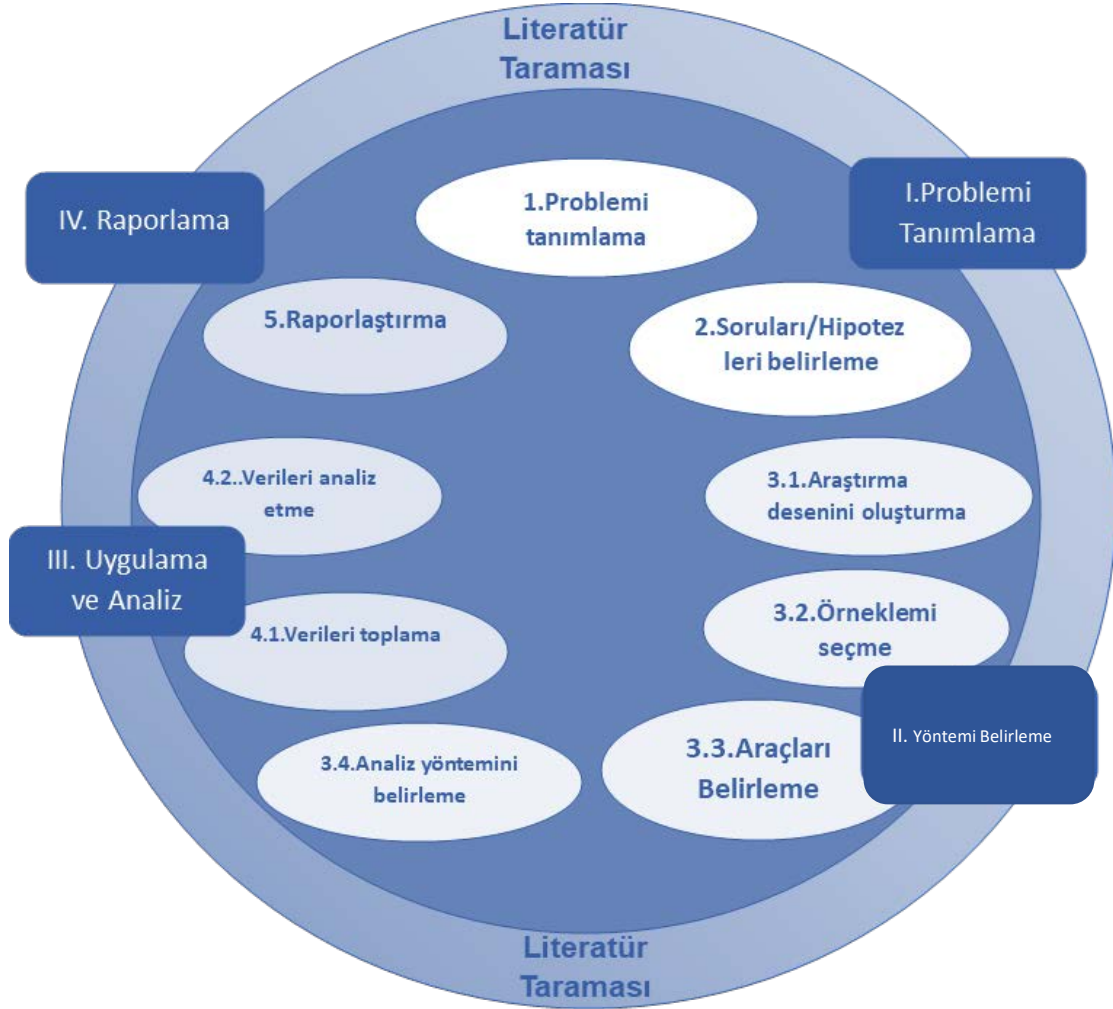 Literatür
Taraması
IV. Raporlama
I.Problemi
Tanımlama
1.Problemi
tanımlama
5.Raporlaştırma
2.Soruları/Hipotez
leri belirleme
4.2..Verileri analiz
etme
3.1.Araştırma
desenini oluşturma
III. Uygulama
ve Analiz
4.1.Verileri toplama
3.2.Örneklemi
seçme
II. Yöntemi Belirleme
3.4.Analiz yöntemini
belirleme
3.3.Araçları
Belirleme
Literatür
Taraması